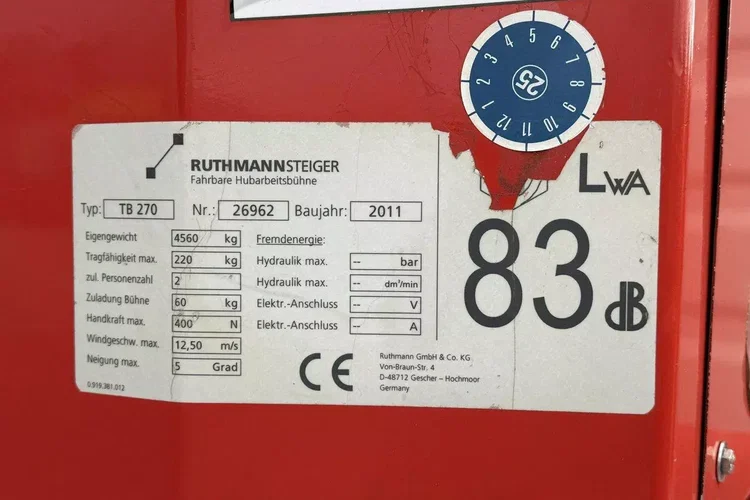 1 2 3 4 5 6 7 8 9 10 11 12
25
RUTHMANNSTEIGER
Fahrbare Hubarbeitsbühne
Typ: TB 270 Nr.: 26962 Baujahr: 2011
Eigengewicht 4560 kg
Tragfähigkeit max. 220 kg
zul. Personenzahl 2
Zuladung Bühne 60 kg
Handkraft max. 400 N
Windgeschw. max. 12,50 m/s
Neigung max. 5 Grad
0.919.381.012
Fremdenergie:
Hydraulik max. -- bar
Hydraulik max. -- dm³/min
Elektr.-Anschluss -- V
Elektr.-Anschluss -- A
CE
Ruthmann GmbH & Co. KG
Von-Braun-Str. 4
D-48712 Gescher - Hochmoor
Germany
LWA
83 dB